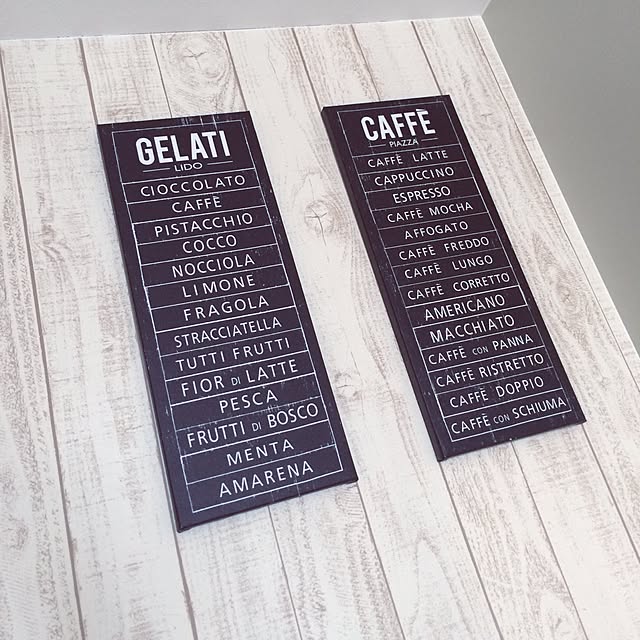 GELATI
LIDO
CIOCCOLATO
CAFFÈ
PISTACCHIO
COCCO
NOCCIOLA
LIMONE
FRAGOLA
STRACCIATELLA
TUTTI FRUTTI
FIOR DI LATTE
PESCA
FRUTTI DI BOSCO
MENTA
AMARENA
CAFFÈ
PIAZZA
CAFFÈ LATTE
CAPPUCCINO
ESPRESSO
CAFFÈ MOCHA
AFFOGATO
CAFFÈ FREDDO
CAFFÈ LUNGO
CAFFÈ CORRETTO
AMERICANO
MACCHIATO
CAFFÈ CON PANNA
CAFFÈ RISTRETTO
CAFFÈ DOPPIO
CAFFÈ CON SCHIUMA